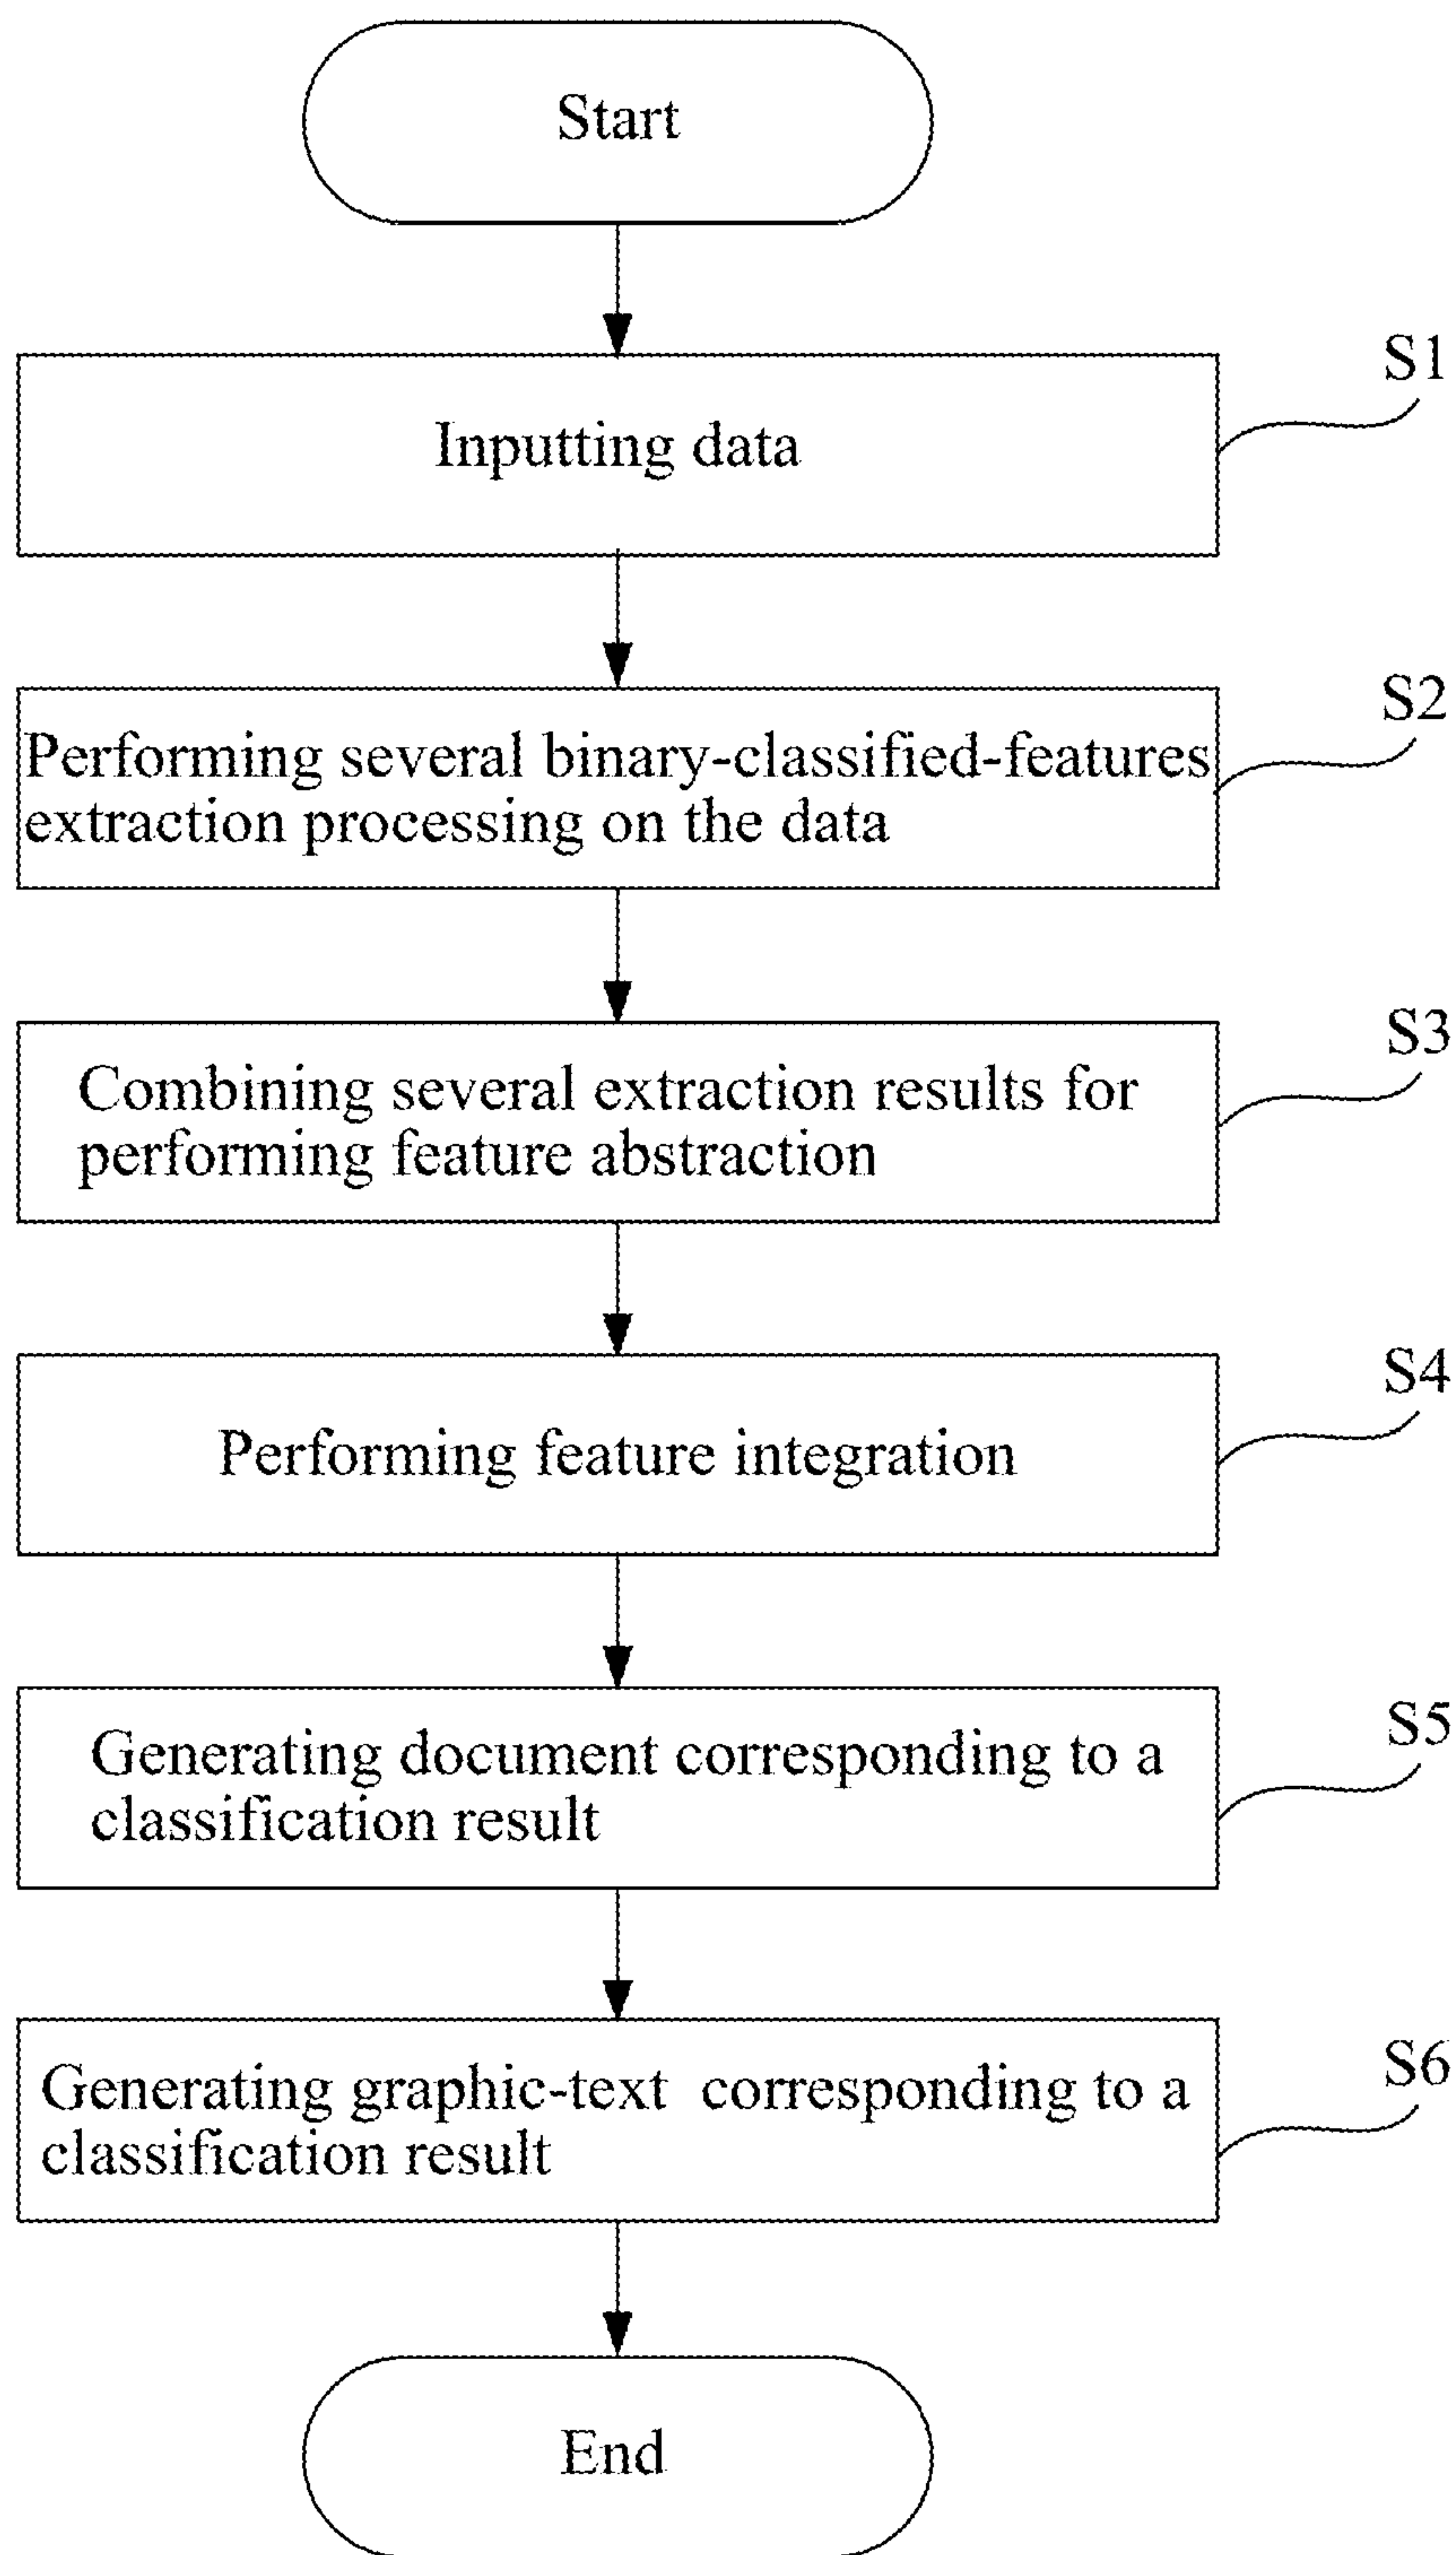 Start
S1
Inputting data
S2
Performing several binary-classified-features
extraction processing on the data
S3
Combining several extraction results for
performing feature abstraction
S4
Performing feature integration
S5
Generating document corresponding to a
classification result
S6
Generating graphic-text corresponding to a
classification result
End